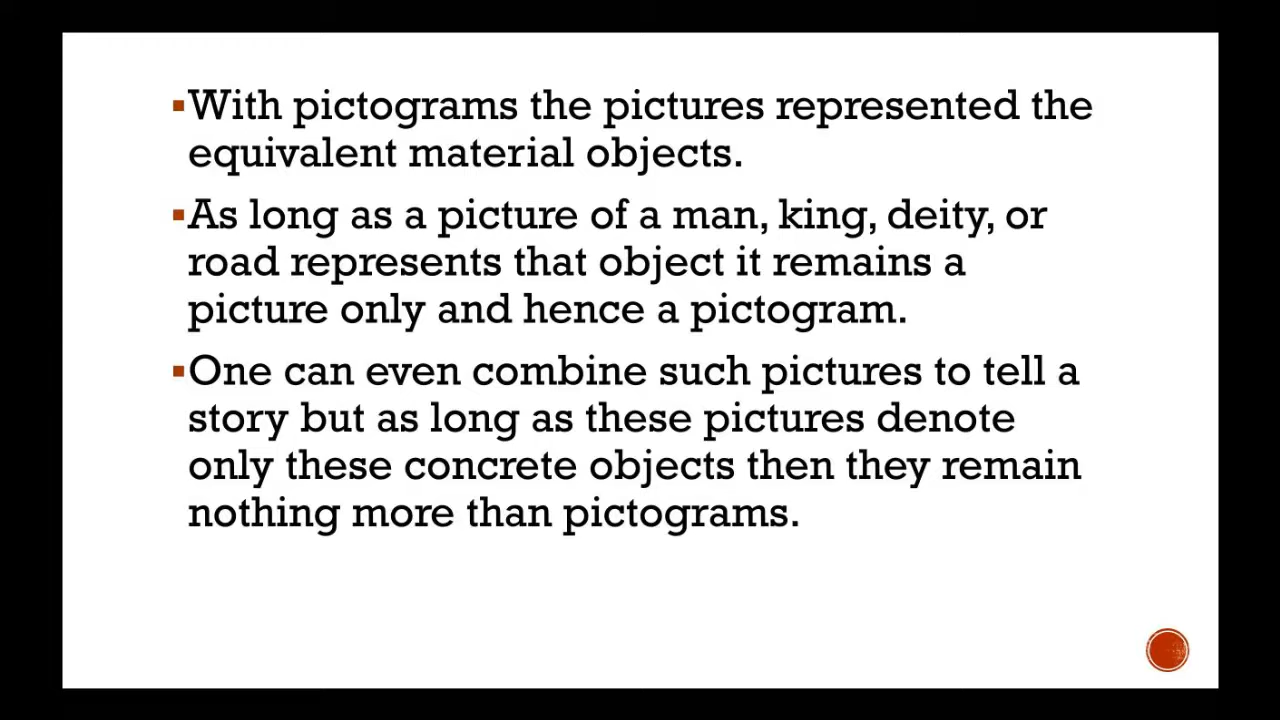 ▪With pictograms the pictures represented the
equivalent material objects.
▪As long as a picture of a man, king, deity, or
road represents that object it remains a
picture only and hence a pictogram.
▪One can even combine such pictures to tell a
story but as long as these pictures denote
only these concrete objects then they remain
nothing more than pictograms.